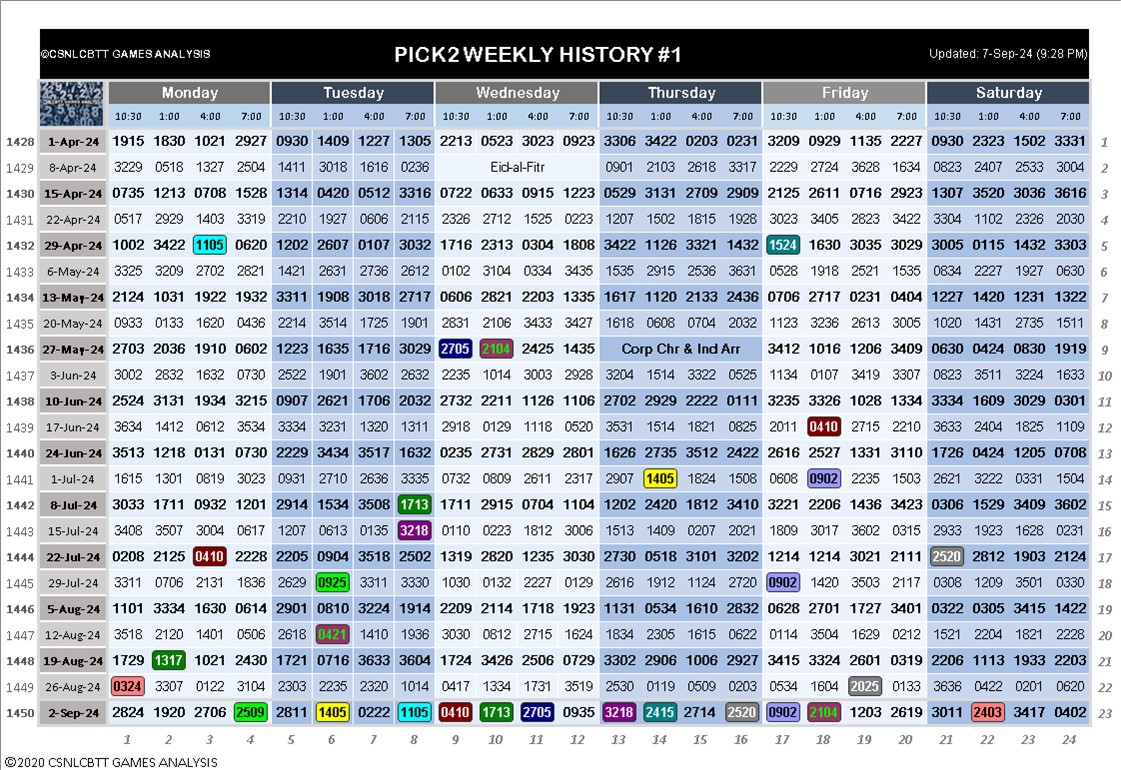 ©CSNLCBTT GAMES ANALYSIS PICK2 WEEKLY HISTORY #1 Updated: 7-Sep-24 (9:28 PM)
Monday Tuesday Wednesday Thursday Friday Saturday
10:30 1:00 4:00 7:00 10:30 1:00 4:00 7:00 10:30 1:00 4:00 7:00 10:30 1:00 4:00 7:00 10:30 1:00 4:00 7:00 10:30 1:00 4:00 7:00
1428 1-Apr-24 1915 1830 1021 2927 0930 1409 1227 1305 2213 0523 3023 0923 3306 3422 0203 0231 3209 0929 1135 2227 0930 2323 1502 3331 1
1429 8-Apr-24 3229 0518 1327 2504 1411 3018 1616 0236 Eid-al-Fitr 0901 2103 2618 3317 2229 2724 3628 1634 0823 2407 2533 3004 2
1430 15-Apr-24 0735 1213 0708 1528 1314 0420 0512 3316 0722 0633 0915 1223 0529 3131 2709 2909 2125 2611 0716 2923 1307 3520 3036 3616 3
1431 22-Apr-24 0517 2929 1403 3319 2210 1927 0606 2115 2326 2712 1525 0223 1207 1502 1815 1928 3023 3405 2823 3422 3304 1102 2326 2030 4
1432 29-Apr-24 1002 3422 1105 0620 1202 2607 0107 3032 1716 2313 0304 1808 3422 1126 3321 1432 1524 1630 3035 3029 3005 0115 1432 3303 5
1433 6-May-24 3325 3209 2702 2821 1421 2631 2736 2612 0102 3104 0334 3435 1535 2915 2536 3631 0528 1918 2521 1535 0834 2227 1927 0630 6
1434 13-May-24 2124 1031 1922 1932 3311 1908 3018 2717 0606 2821 2203 1335 1617 1120 2133 2436 0706 2717 0231 0404 1227 1420 1231 1322 7
1435 20-May-24 0933 0133 1620 0436 2214 3514 1725 1901 2831 2106 3433 3427 1618 0608 0704 2032 1123 3236 2613 3005 1020 1431 2735 1511 8
1436 27-May-24 2703 2036 1910 0602 1223 1635 1716 3029 2705 2104 2425 1435 Corp Chr & Ind Arr 3412 1016 1206 3409 0630 0424 0830 1919 9
1437 3-Jun-24 3002 2832 1632 0730 2522 1901 3602 2632 2235 1014 3003 2928 3204 1514 3322 0525 1134 0107 3419 3307 0823 3511 3224 1633 10
1438 10-Jun-24 2524 3131 1934 3215 0907 2621 1706 2032 2732 2211 1126 1106 2702 2929 2222 0111 3235 3326 1028 1334 3334 1609 3029 0301 11
1439 17-Jun-24 3634 1412 0612 3534 3334 3231 1320 1311 2918 0129 1118 0520 3531 1514 1821 0825 2011 0410 2715 2210 3633 2404 1825 1109 12
1440 24-Jun-24 3513 1218 0131 0730 2229 3434 3517 1632 0235 2731 2829 2801 1626 2735 3512 2422 2616 2527 1331 3110 1726 0424 1205 0708 13
1441 1-Jul-24 1615 1301 0819 3023 0931 2710 2636 3335 0732 0809 2611 2317 2907 1405 1824 1508 0608 0902 2235 1503 2621 3222 0331 1504 14
1442 8-Jul-24 3033 1711 0932 1201 2914 1534 3508 1713 1711 2915 0704 1104 1202 2420 1812 3410 3221 2206 1436 3423 0306 1529 3409 3602 15
1443 15-Jul-24 3408 3507 3004 0617 1207 0613 0135 3218 0110 0223 1812 3006 1513 1409 0207 2021 1809 3017 3602 0315 2933 1923 1628 0231 16
1444 22-Jul-24 0208 2125 0410 2228 2205 0904 3518 2502 1319 2820 1235 3030 2730 0518 3101 3202 1214 1214 3021 2111 2520 2812 1903 2124 17
1445 29-Jul-24 3311 0706 2131 1836 2629 0925 3311 3330 1030 0132 2227 0129 2616 1912 1124 2720 0902 1420 3503 2117 0308 1209 3501 0330 18
1446 5-Aug-24 1101 3334 1630 0614 2901 0810 3224 1914 2209 2114 1718 1923 1131 0534 1610 2832 0628 2701 1727 3401 0322 0305 3415 1422 19
1447 12-Aug-24 3518 2120 1401 0506 2618 0421 1410 1936 3030 0812 2715 1624 1834 2305 1615 0622 0114 3504 1629 0212 1521 2204 1821 2228 20
1448 19-Aug-24 1729 1317 1021 2430 1721 0716 3633 3604 1724 3426 2506 0729 3302 2906 1006 2927 3415 3324 2601 0319 2206 1113 1933 2203 21
1449 26-Aug-24 0324 3307 0122 3104 2303 2235 2320 1014 0417 1334 1731 3519 2530 0119 0509 0203 0534 1604 2025 0133 3636 0422 0201 0620 22
1450 2-Sep-24 2824 1920 2706 2509 2811 1405 0222 1105 0410 1713 2705 0935 3218 2415 2714 2520 0902 2104 1203 2619 3011 2403 3417 0402 23
1 2 3 4 5 6 7 8 9 10 11 12 13 14 15 16 17 18 19 20 21 22 23 24
©2020 CSNLCBTT GAMES ANALYSIS